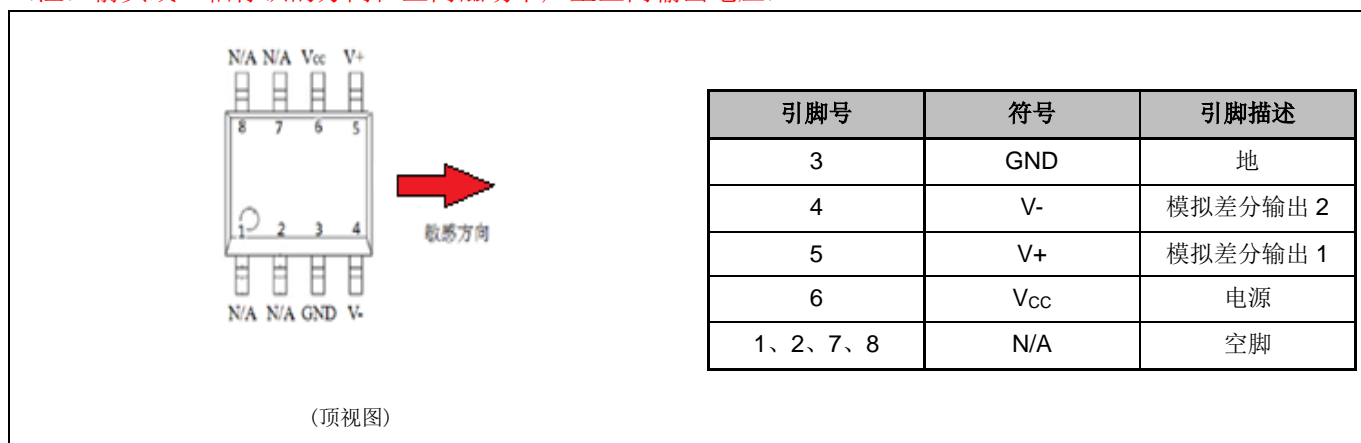 N/A N/A Vcc V+
8 7 6 5
1 2 3 4
N/A N/A GND V-
敏感方向
(顶视图)
引脚号 符号 引脚描述
3 GND 地
4 V- 模拟差分输出 2
5 V+ 模拟差分输出 1
6 VCC 电源
1、2、7、8 N/A 空脚